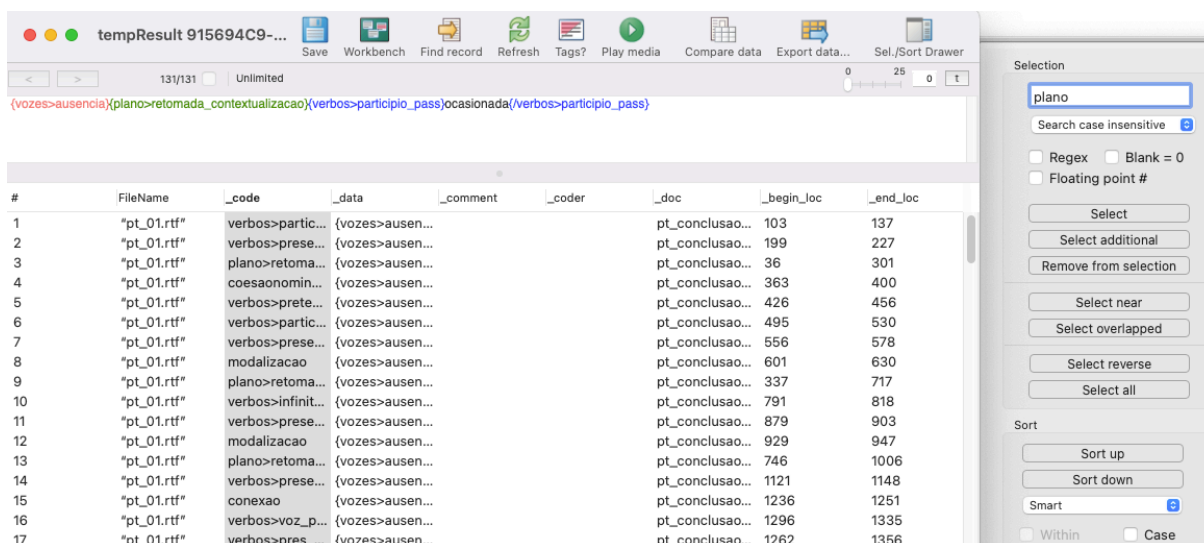 tempResult 915694C9-...
Save Workbench Find record Refresh Tags? Play media Compare data Export data... Sel./Sort Drawer
< > 131/131 Unlimited 0 25 0 t
{vozes>ausencia}{plano>retomada_contextualizacao}{verbos>participio_pass}ocasionada{/verbos>participio_pass}
# FileName _code _data _comment _coder _doc _begin_loc _end_loc
1 "pt_01.rtf" verbos>partic... {vozes>ausen... pt_conclusao... 103 137
2 "pt_01.rtf" verbos>prese... {vozes>ausen... pt_conclusao... 199 227
3 "pt_01.rtf" plano>retoma... {vozes>ausen... pt_conclusao... 36 301
4 "pt_01.rtf" coesaonomin... {vozes>ausen... pt_conclusao... 363 400
5 "pt_01.rtf" verbos>prete... {vozes>ausen... pt_conclusao... 426 456
6 "pt_01.rtf" verbos>partic... {vozes>ausen... pt_conclusao... 495 530
7 "pt_01.rtf" verbos>prese... {vozes>ausen... pt_conclusao... 556 578
8 "pt_01.rtf" modalizacao {vozes>ausen... pt_conclusao... 601 630
9 "pt_01.rtf" plano>retoma... {vozes>ausen... pt_conclusao... 337 717
10 "pt_01.rtf" verbos>infinit... {vozes>ausen... pt_conclusao... 791 818
11 "pt_01.rtf" verbos>prese... {vozes>ausen... pt_conclusao... 879 903
12 "pt_01.rtf" modalizacao {vozes>ausen... pt_conclusao... 929 947
13 "pt_01.rtf" plano>retoma... {vozes>ausen... pt_conclusao... 746 1006
14 "pt_01.rtf" verbos>prese... {vozes>ausen... pt_conclusao... 1121 1148
15 "pt_01.rtf" conexao {vozes>ausen... pt_conclusao... 1236 1251
16 "pt_01.rtf" verbos>voz_p... {vozes>ausen... pt_conclusao... 1296 1335
17 "pt_01.rtf" verbos>pres... {vozes>ausen... pt_conclusao... 1262 1356
Selection
plano
Search case insensitive
Regex Blank = 0
Floating point #
Select
Select additional
Remove from selection
Select near
Select overlapped
Select reverse
Select all
Sort
Sort up
Sort down
Smart
Within Case